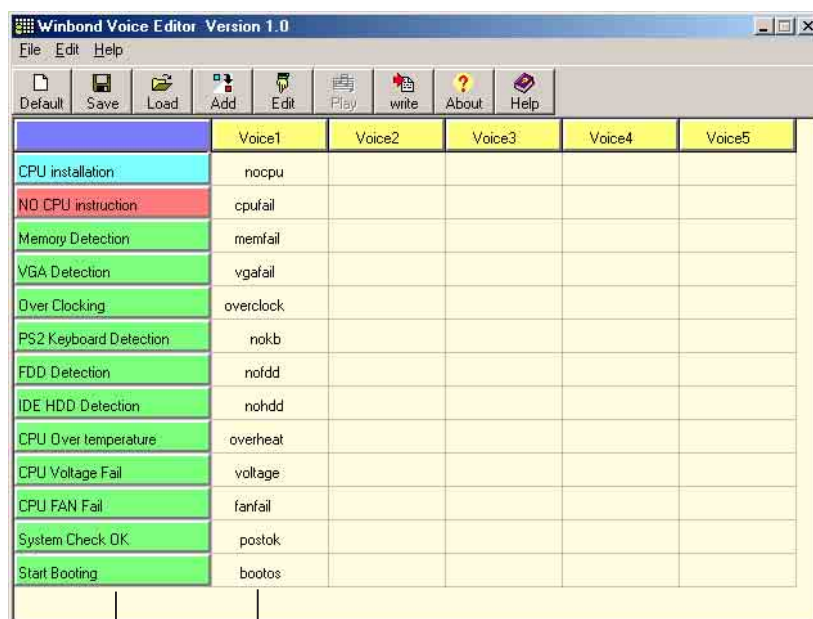 Winbond Voice Editor Version 1.0
File Edit Help
Default Save Load Add Edit Play write About Help
Voice1 Voice2 Voice3 Voice4 Voice5
CPU installation nocpu
NO CPU instruction cpufail
Memory Detection memfail
VGA Detection vgafail
Over Clocking overclock
PS2 Keyboard Detection nokb
FDD Detection nofdd
IDE HDD Detection nohdd
CPU Over temperature overheat
CPU Voltage Fail voltage
CPU FAN Fail fanfail
System Check OK postok
Start Booting bootos